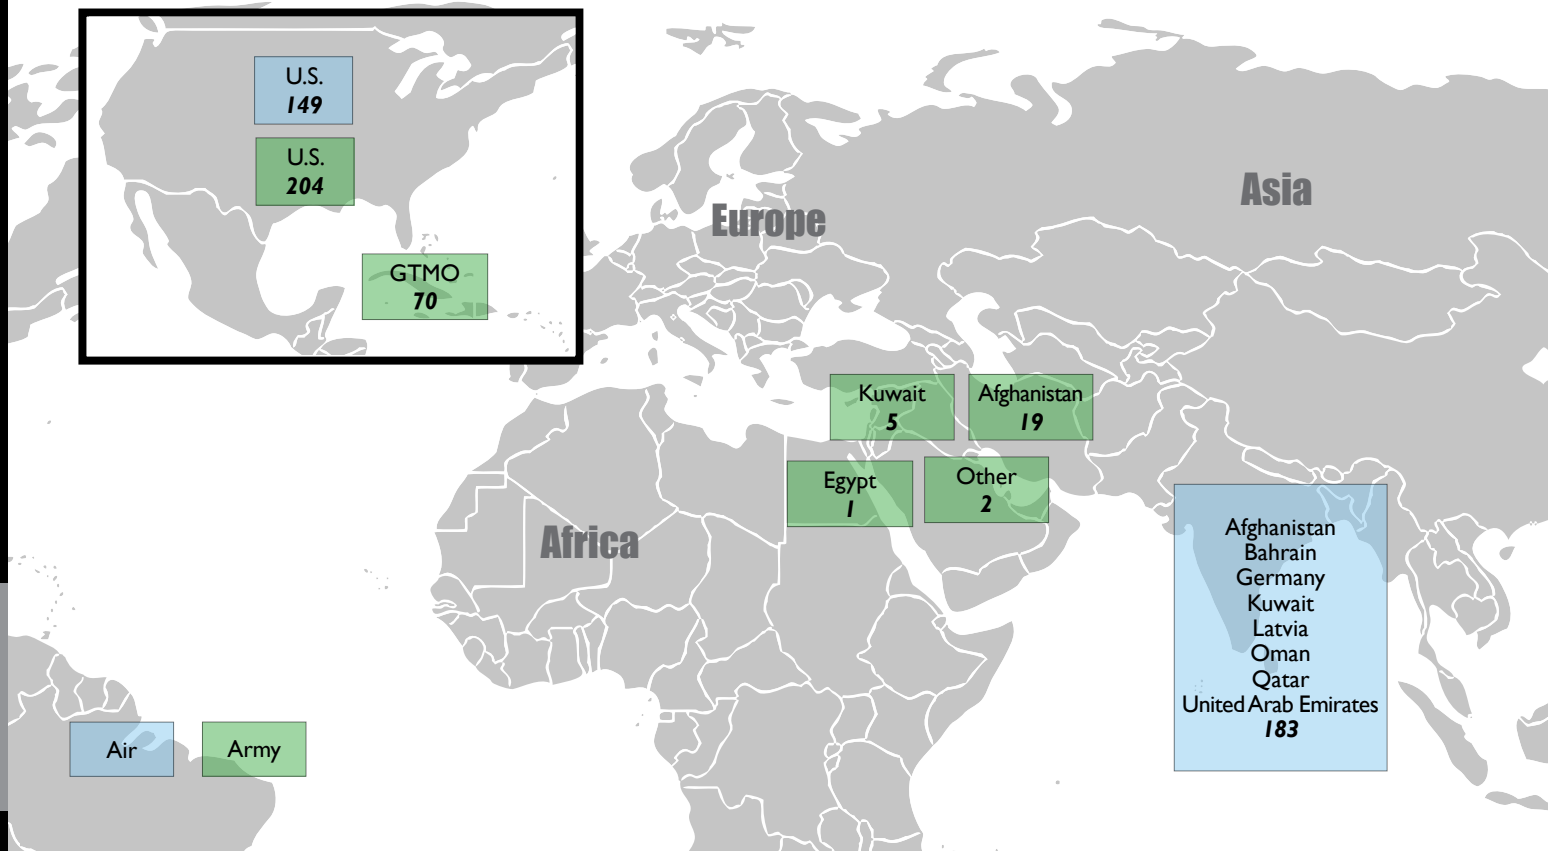 U.S.
149
U.S.
204
GTMO
70
Europe
Asia
Africa
Kuwait
5
Afghanistan
19
Egypt
1
Other
2
Afghanistan
Bahrain
Germany
Kuwait
Latvia
Oman
Qatar
United Arab Emirates
183
Air
Army